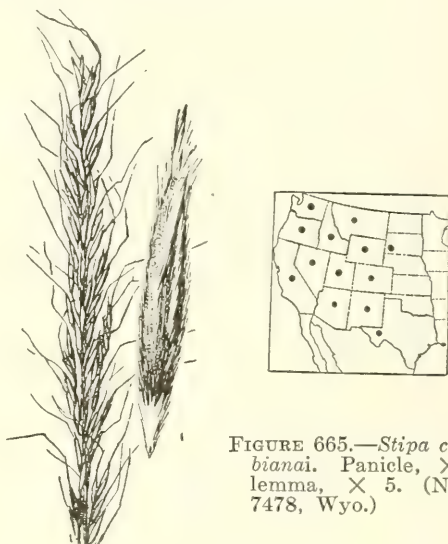 FIGURE 665.—Stipa c
bianai. Panicle, ×
lemma, × 5. (N
7478, Wyo.)